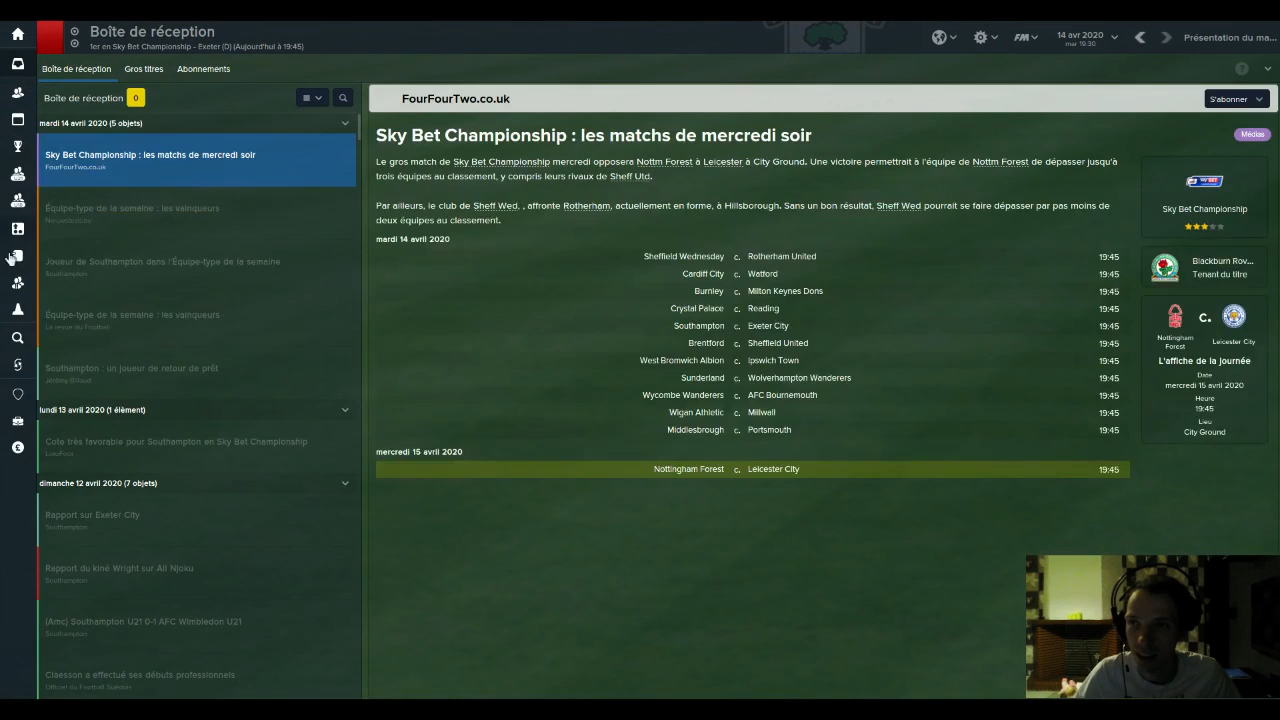 Boîte de réception
1er en Sky Bet Championship - Exeter (D) (Aujourd'hui à 19:45)
FM
14 avr 2020
mar 19:30
Présentation du ma...
Boîte de réception
Gros titres
Abonnements
Boîte de réception 0
FourFourTwo.co.uk
S'abonner
mardi 14 avril 2020 (5 objets)
Sky Bet Championship : les matchs de mercredi soir
FourFourTwo.co.uk
Équipe-type de la semaine : les vainqueurs
Joueur de Southampton dans l'Équipe-type de la semaine
Southampton
Équipe-type de la semaine : les vainqueurs
La revue du Football
Southampton : un joueur de retour de prêt
Jérémy Billaud
lundi 13 avril 2020 (1 élément)
Cote très favorable pour Southampton en Sky Bet Championship
dimanche 12 avril 2020 (7 objets)
Rapport sur Exeter City
Southampton
Rapport du kiné Wright sur Ali Njoku
Southampton
(Amc) Southampton U21 0-1 AFC Wimbledon U21
Southampton
Claesson a effectué ses débuts professionnels
Officiel du Football Suédois
Sky Bet Championship : les matchs de mercredi soir
Médias
Le gros match de Sky Bet Championship mercredi opposera Nottm Forest à Leicester à City Ground. Une victoire permettrait à l'équipe de Nottm Forest de dépasser jusqu'à
trois équipes au classement, y compris leurs rivaux de Sheff Utd.
Par ailleurs, le club de Sheff Wed, , affronte Rotherham, actuellement en forme, à Hillsborough. Sans un bon résultat, Sheff Wed pourrait se faire dépasser par pas moins de
deux équipes au classement.
mardi 14 avril 2020
Sheffield Wednesday c. Rotherham United 19:45
Cardiff City c. Watford 19:45
Burnley c. Milton Keynes Dons 19:45
Crystal Palace c. Reading 19:45
Southampton c. Exeter City 19:45
Brentford c. Sheffield United 19:45
West Bromwich Albion c. Ipswich Town 19:45
Sunderland c. Wolverhampton Wanderers 19:45
Wycombe Wanderers c. AFC Bournemouth 19:45
Wigan Athletic c. Millwall 19:45
Middlesbrough c. Portsmouth 19:45
mercredi 15 avril 2020
Nottingham Forest c. Leicester City 19:45
Sky Bet Championship
Blackburn Rov...
Tenant du titre
c.
Nottingham
Forest
Leicester City
L'affiche de la journée
Date
mercredi 15 avril 2020
Heure
19:45
Lieu
City Ground